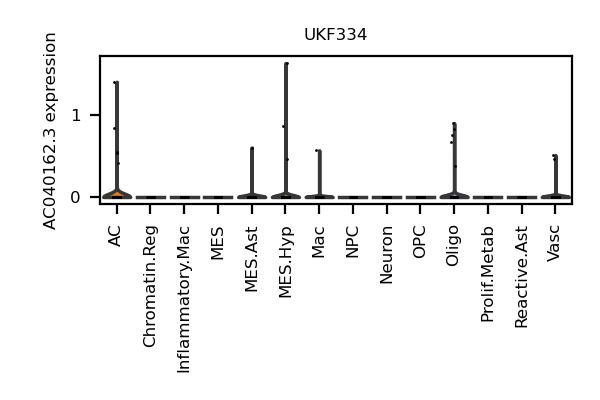 UKF334
AC040162.3 expression
1
0
AC
Chromatin.Reg
Inflammatory.Mac
MES
MES.Ast
MES.Hyp
Mac
NPC
Neuron
OPC
Oligo
Prolif.Metab
Reactive.Ast
Vasc